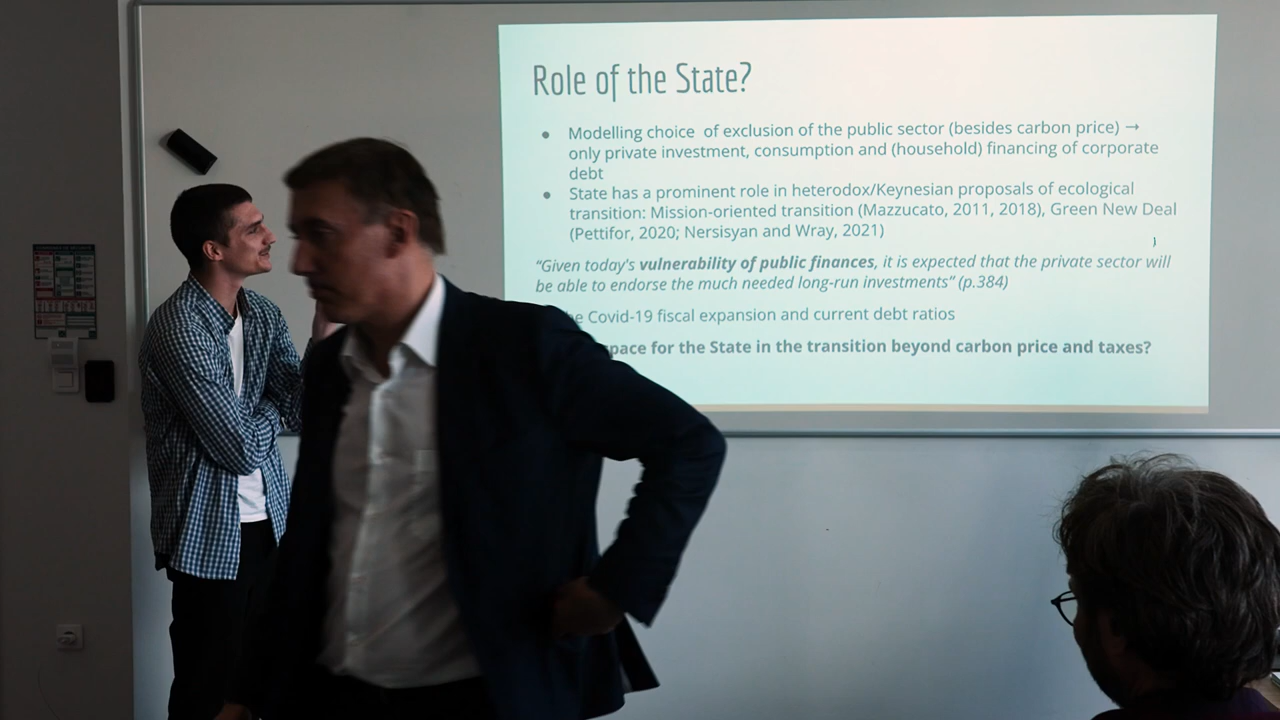 Role of the State?
● Modelling choice of exclusion of the public sector (besides carbon price) →
only private investment, consumption and (household) financing of corporate
debt
● State has a prominent role in heterodox/Keynesian proposals of ecological
transition: Mission-oriented transition (Mazzucato, 2011, 2018), Green New Deal
(Pettifor, 2020; Nersisyan and Wray, 2021)
“Given today's vulnerability of public finances, it is expected that the private sector will
be able to endorse the much needed long-run investments” (p.384)
Covid-19 fiscal expansion and current debt ratios
space for the State in the transition beyond carbon price and taxes?